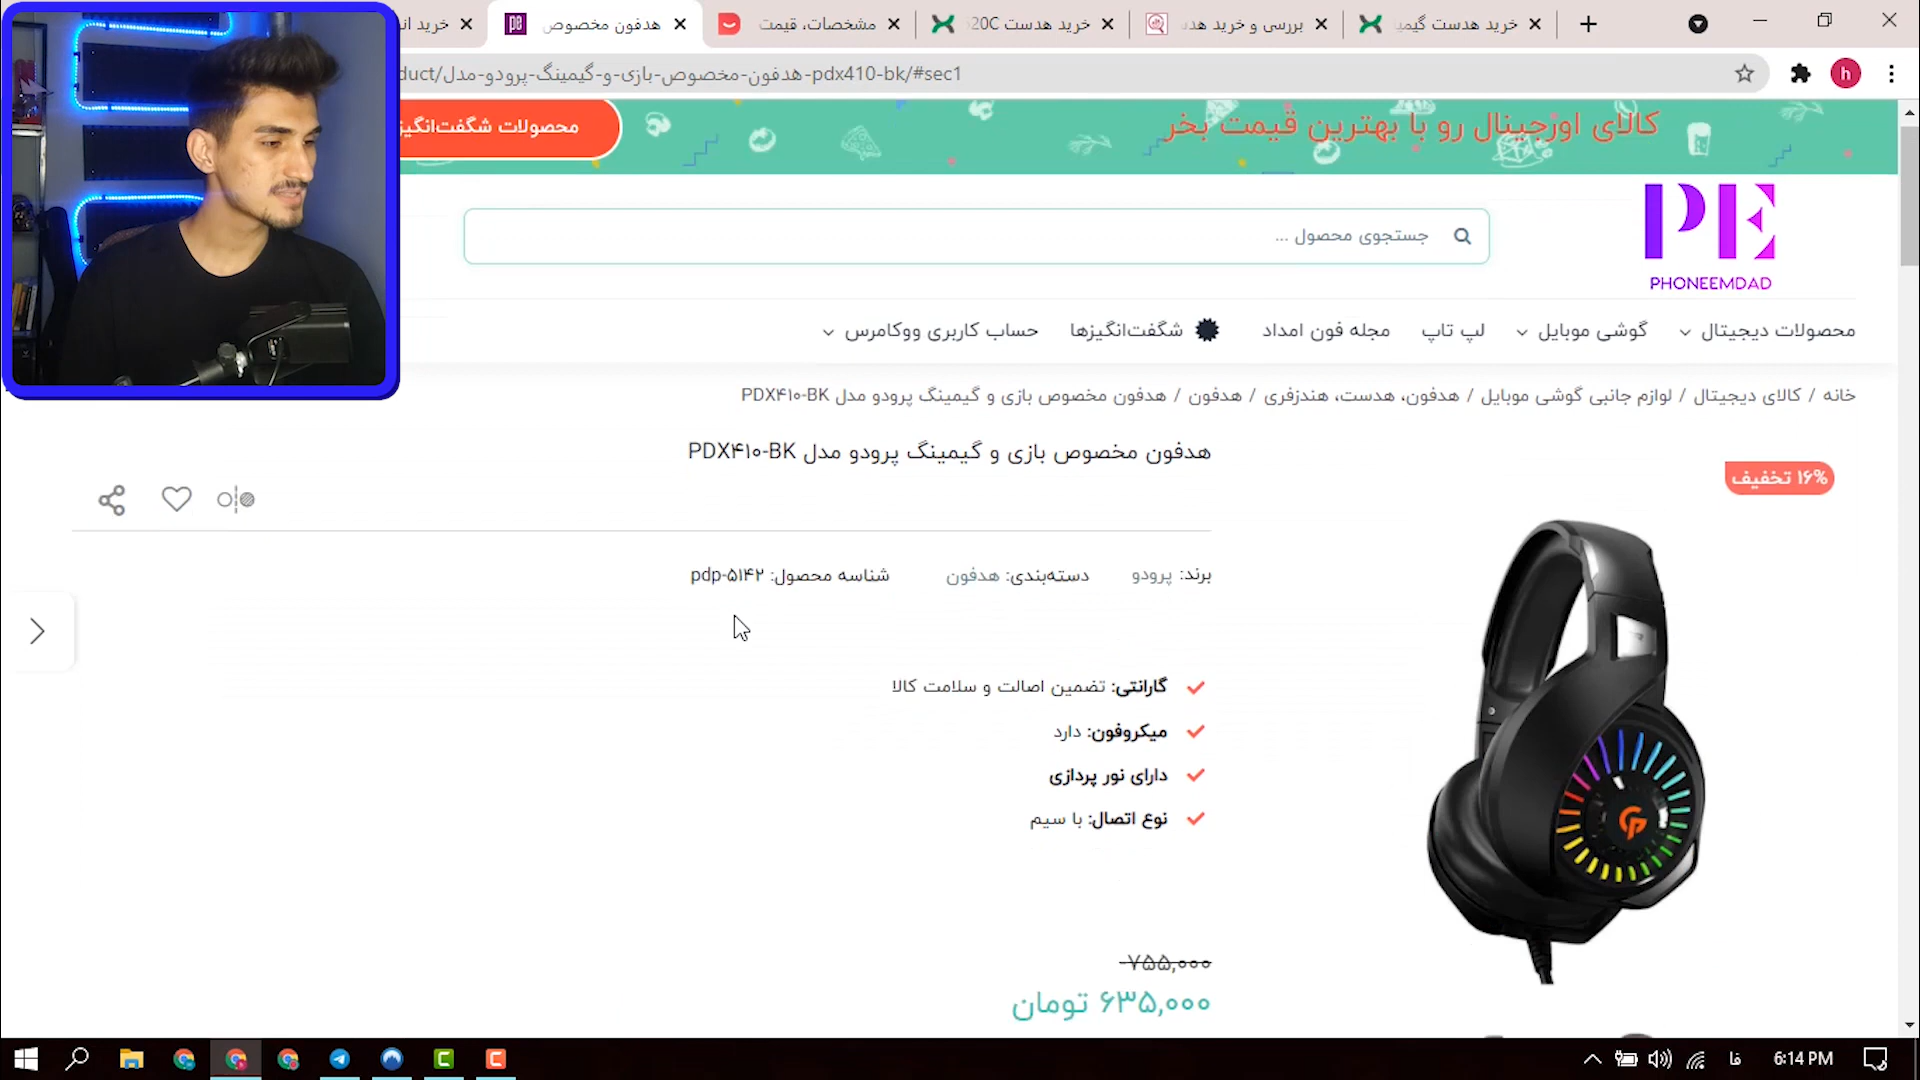 خرید از
هدفون مخصوص
مشخصات، قیمت
خرید هدست 20C
بررسی و خرید هد
خرید هدست گیمی
duct/هدفون-مخصوص-بازی-و-گیمینگ-پرودو-مدل-pdx410-bk/#sec1
h
محصولات شگفت‌انگیز
کالای اورجینال رو با بهترین قیمت بخر
جستجوی محصول ...
PE
PHONEEMDAD
محصولات دیجیتال
گوشی موبایل
لپ تاپ
مجله فون امداد
شگفت‌انگیزها
حساب کاربری ووکامرس
خانه / کالای دیجیتال / لوازم جانبی گوشی موبایل / هدفون، هدست، هندزفری / هدفون / هدفون مخصوص بازی و گیمینگ پرودو مدل PDX۴۱۰-BK
هدفون مخصوص بازی و گیمینگ پرودو مدل PDX۴۱۰-BK
۱۶% تخفیف
برند: پرودو
دسته‌بندی: هدفون
شناسه محصول: pdp-۵۱۴۲
گارانتی: تضمین اصالت و سلامت کالا
میکروفون: دارد
دارای نور پردازی
نوع اتصال: با سیم
۷۵۵,۰۰۰
۶۳۵,۰۰۰ تومان
فا
6:14 PM